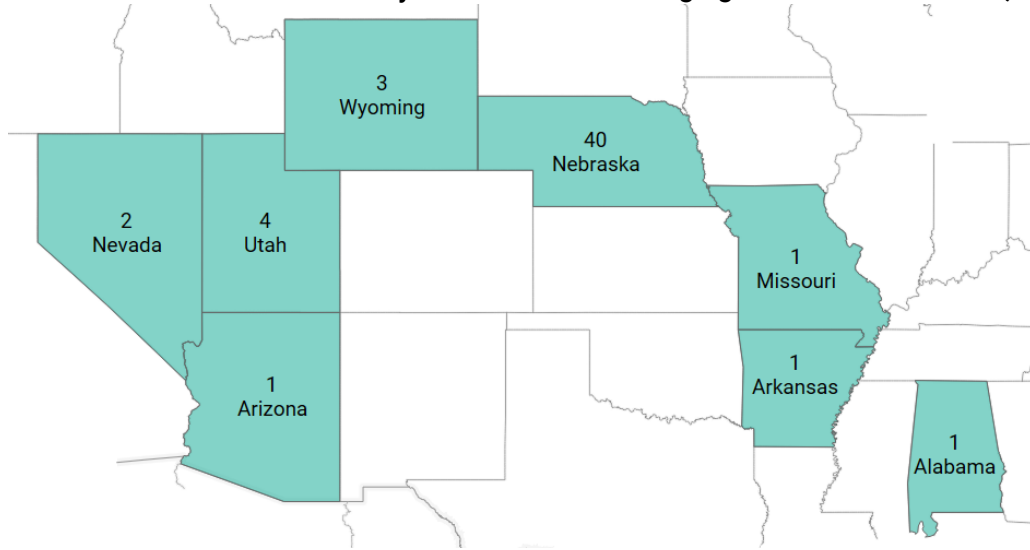 3
Wyoming
40
Nebraska
2
Nevada
4
Utah
1
Missouri
1
Arizona
1
Arkansas
1
Alabama